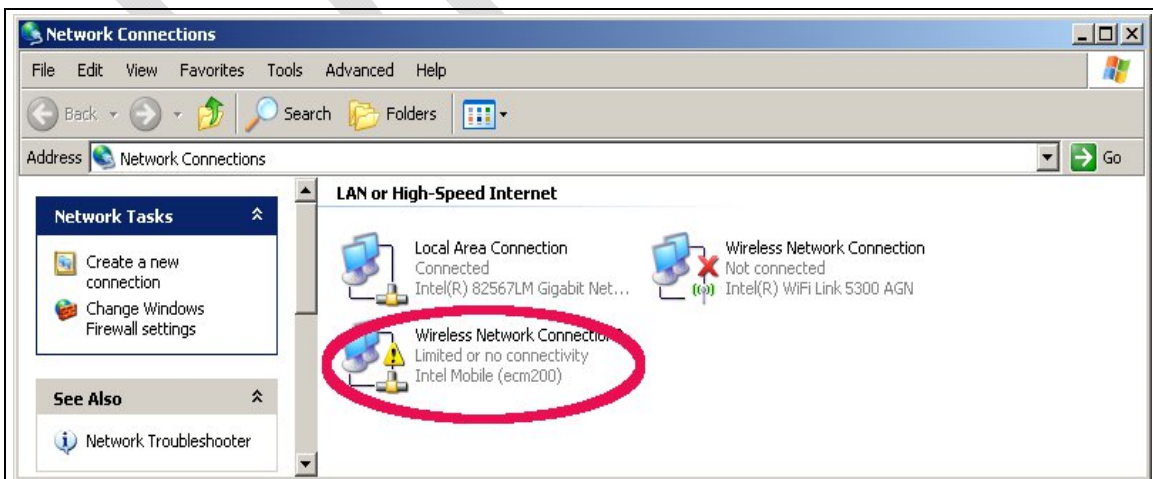 Network Connections
File Edit View Favorites Tools Advanced Help
Back Search Folders
Address Network Connections Go
Network Tasks
Create a new
connection
Change Windows
Firewall settings
See Also
Network Troubleshooter
LAN or High-Speed Internet
Local Area Connection
Connected
Intel(R) 82567LM Gigabit Net...
Wireless Network Connection
Not connected
Intel(R) WiFi Link 5300 AGN
Wireless Network Connection
Limited or no connectivity
Intel Mobile (ecm200)